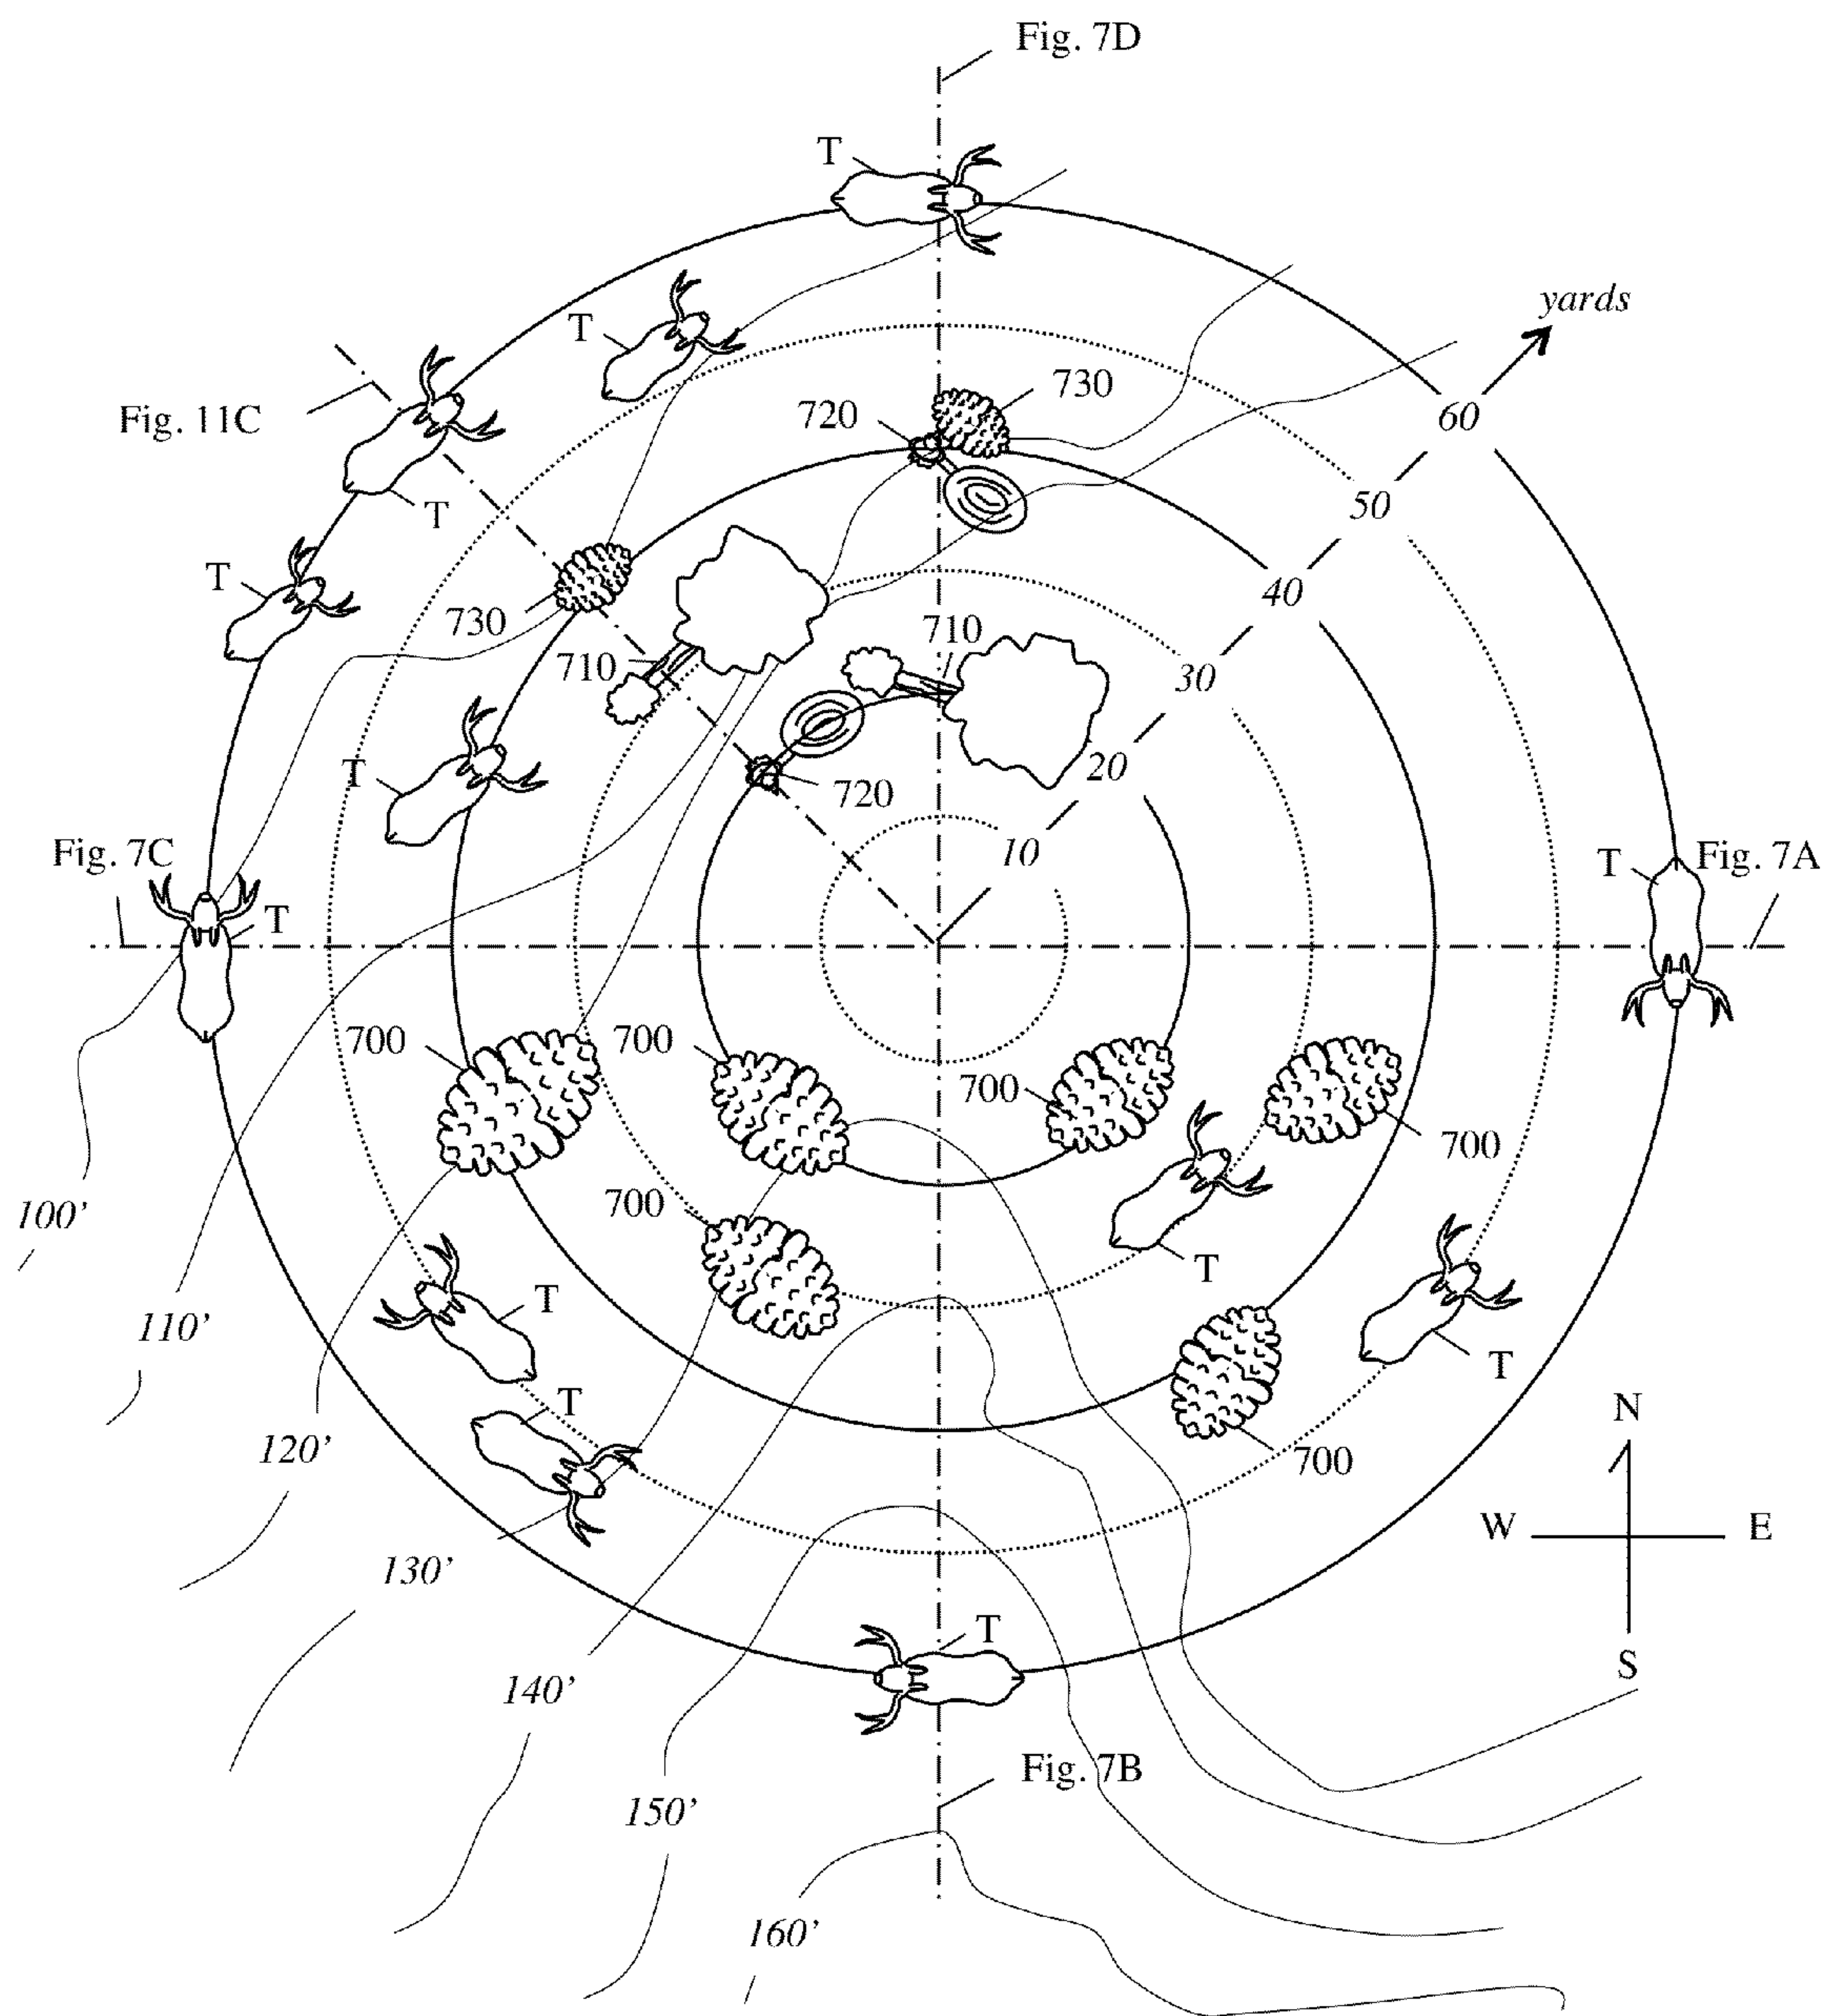 Fig. 7D
T
yards
T
730
60
Fig. 11C
720
T
50
T
40
730
710
710
30
T
20
720
Fig. 7C
10
T
Fig. 7A
T
700
700
700
700
100'
700
T
T
110'
T
T
N
120'
700
W
E
130'
T
S
140'
Fig. 7B
150'
160'